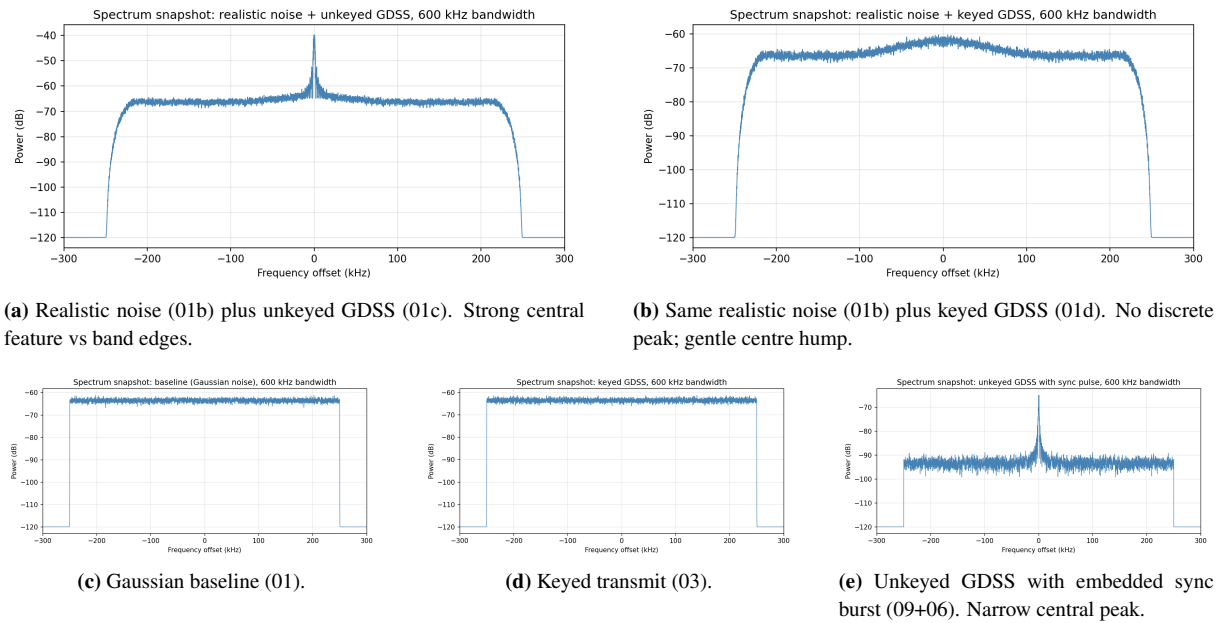 Spectrum snapshot: realistic noise + unkeyed GDSS, 600 kHz bandwidth
−40
−50
−60
−70
−80
−90
−100
−110
−120
Power (dB)
−300 −200 −100 0 100 200 300
Frequency offset (kHz)
(a) Realistic noise (01b) plus unkeyed GDSS (01c). Strong central
feature vs band edges.
Spectrum snapshot: realistic noise + keyed GDSS, 600 kHz bandwidth
−60
−70
−80
−90
−100
−110
−120
Power (dB)
−300 −200 −100 0 100 200 300
Frequency offset (kHz)
(b) Same realistic noise (01b) plus keyed GDSS (01d). No discrete
peak; gentle centre hump.
Spectrum snapshot: baseline (Gaussian noise), 600 kHz bandwidth
−60
−70
−80
−90
−100
−110
−120
Power (dB)
−300 −200 −100 0 100 200 300
Frequency offset (kHz)
(c) Gaussian baseline (01).
Spectrum snapshot: keyed GDSS, 600 kHz bandwidth
−60
−70
−80
−90
−100
−110
−120
Power (dB)
−300 −200 −100 0 100 200 300
Frequency offset (kHz)
(d) Keyed transmit (03).
Spectrum snapshot: unkeyed GDSS with sync pulse, 600 kHz bandwidth
−70
−80
−90
−100
−110
−120
Power (dB)
−300 −200 −100 0 100 200 300
Frequency offset (kHz)
(e) Unkeyed GDSS with embedded sync
burst (09+06). Narrow central peak.